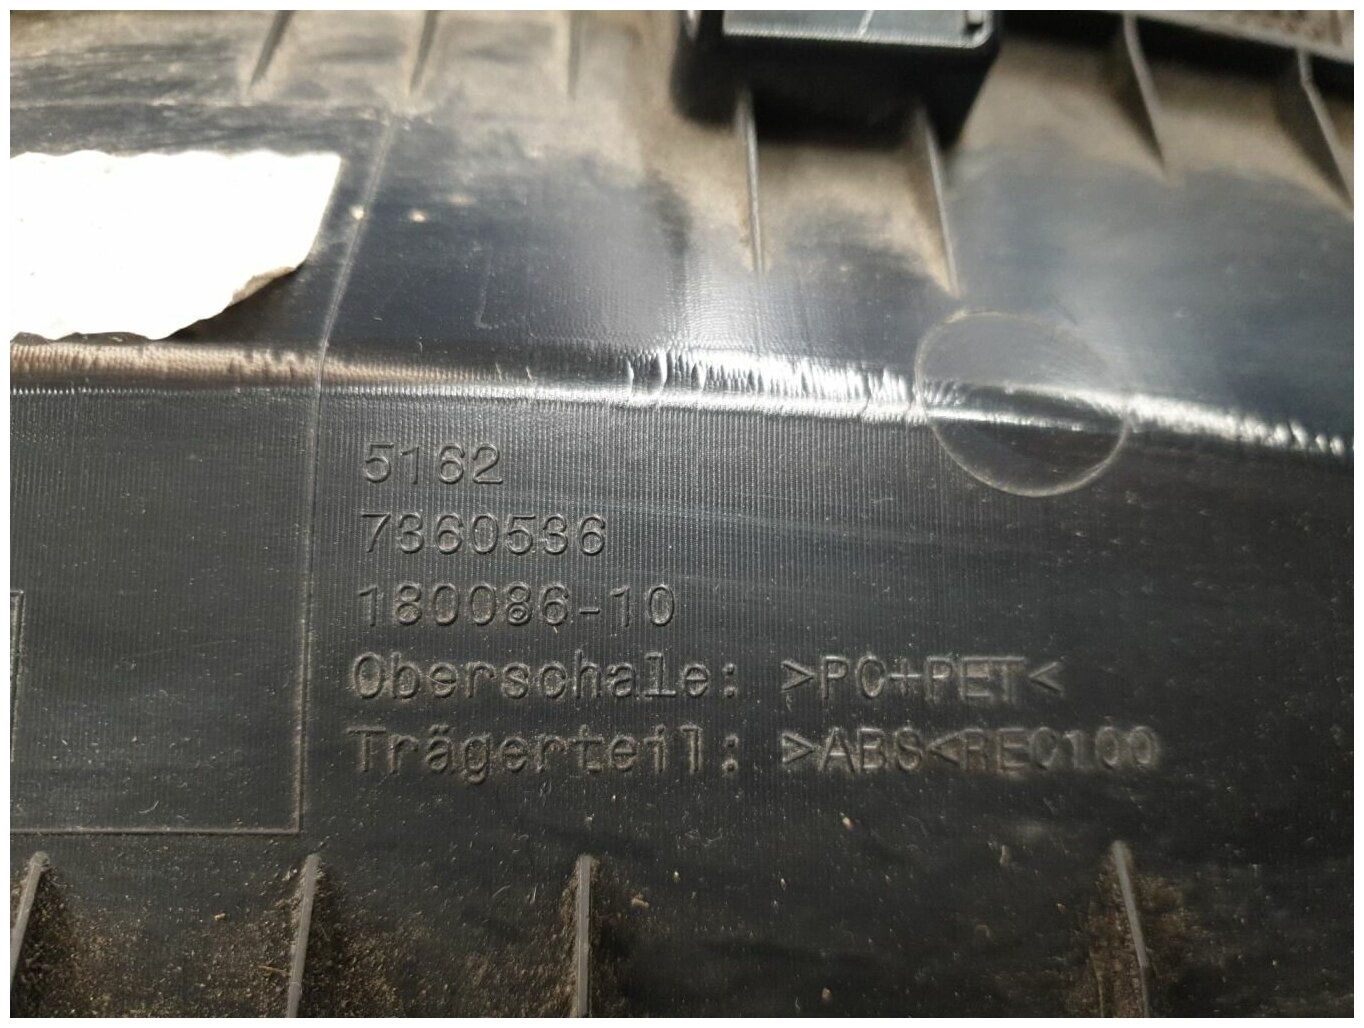 5162
7360536
180086-10
Oberschale: >PC+PET<
Trägerteil: >ABS<REC100